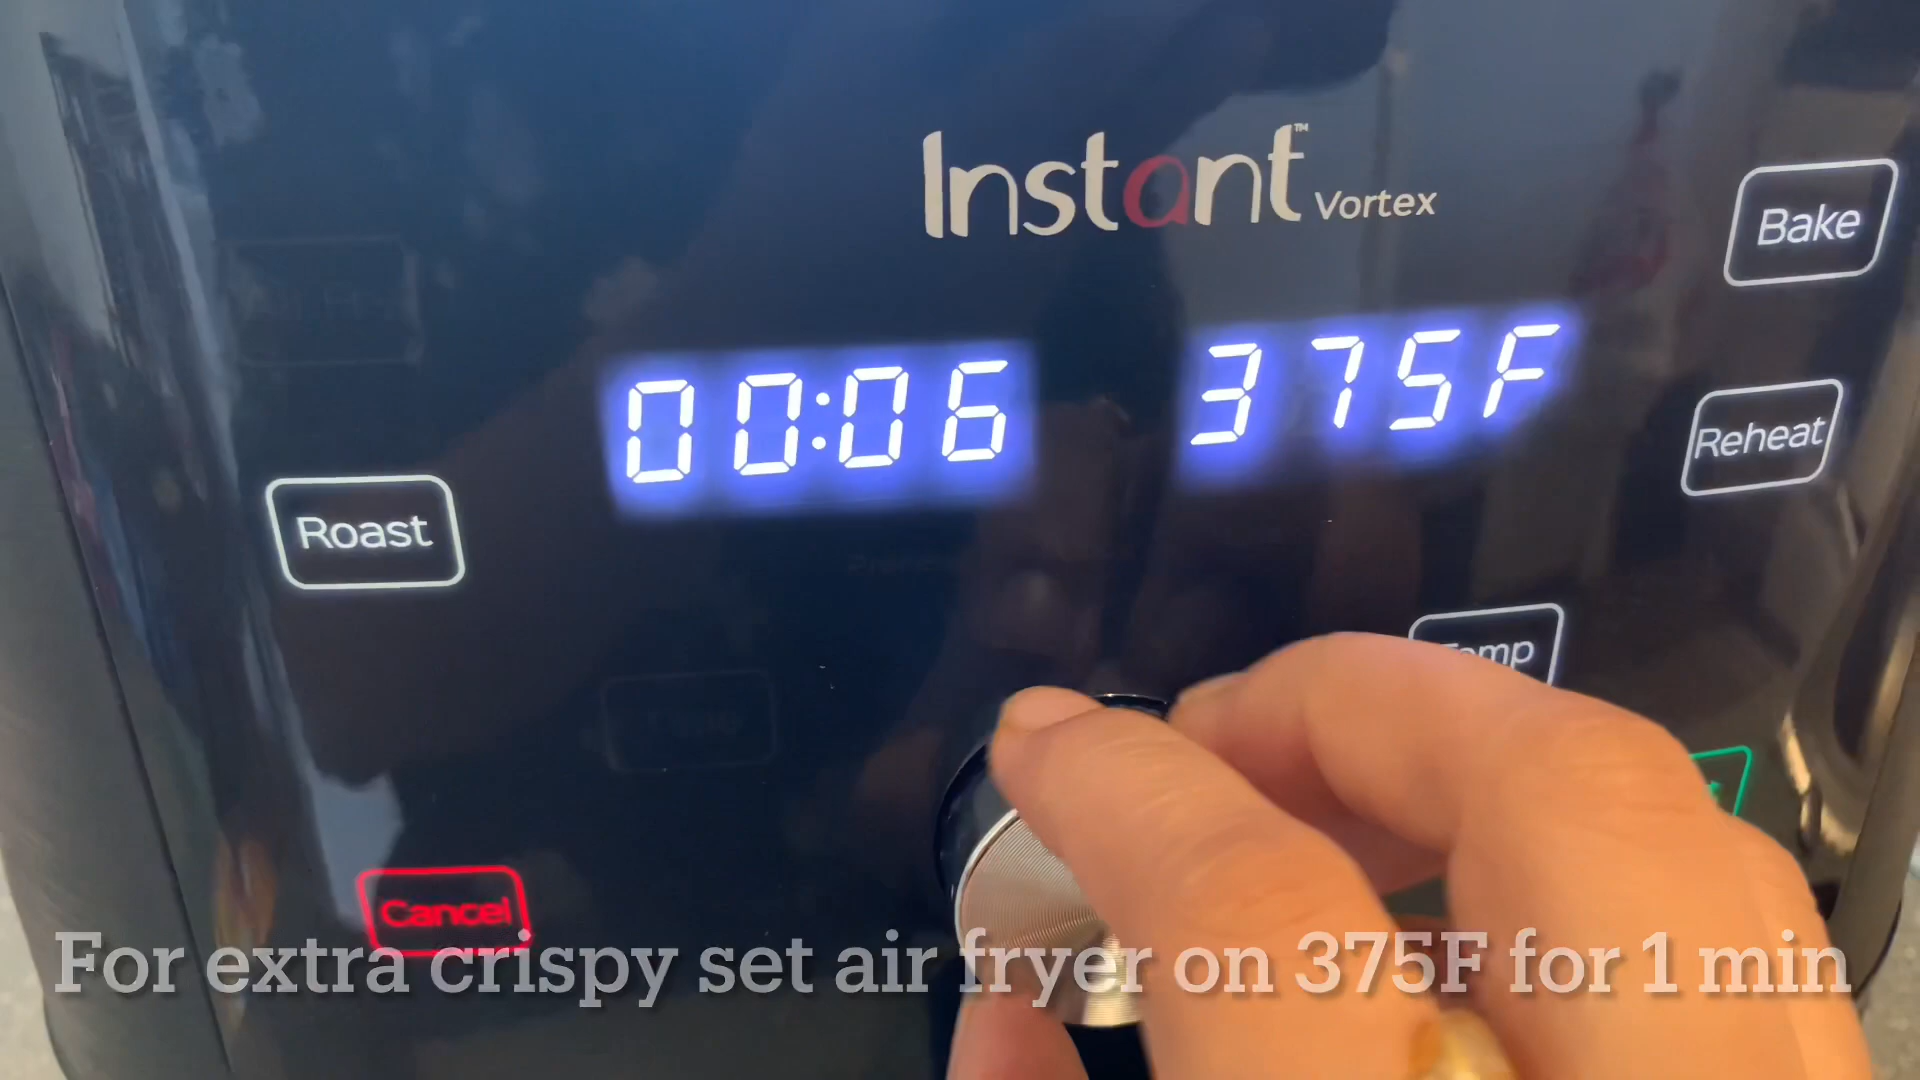 Instant™ Vortex
Bake
00:06 375F
Reheat
Roast
Cancel
For extra crispy set air fryer on 375F for 1 min